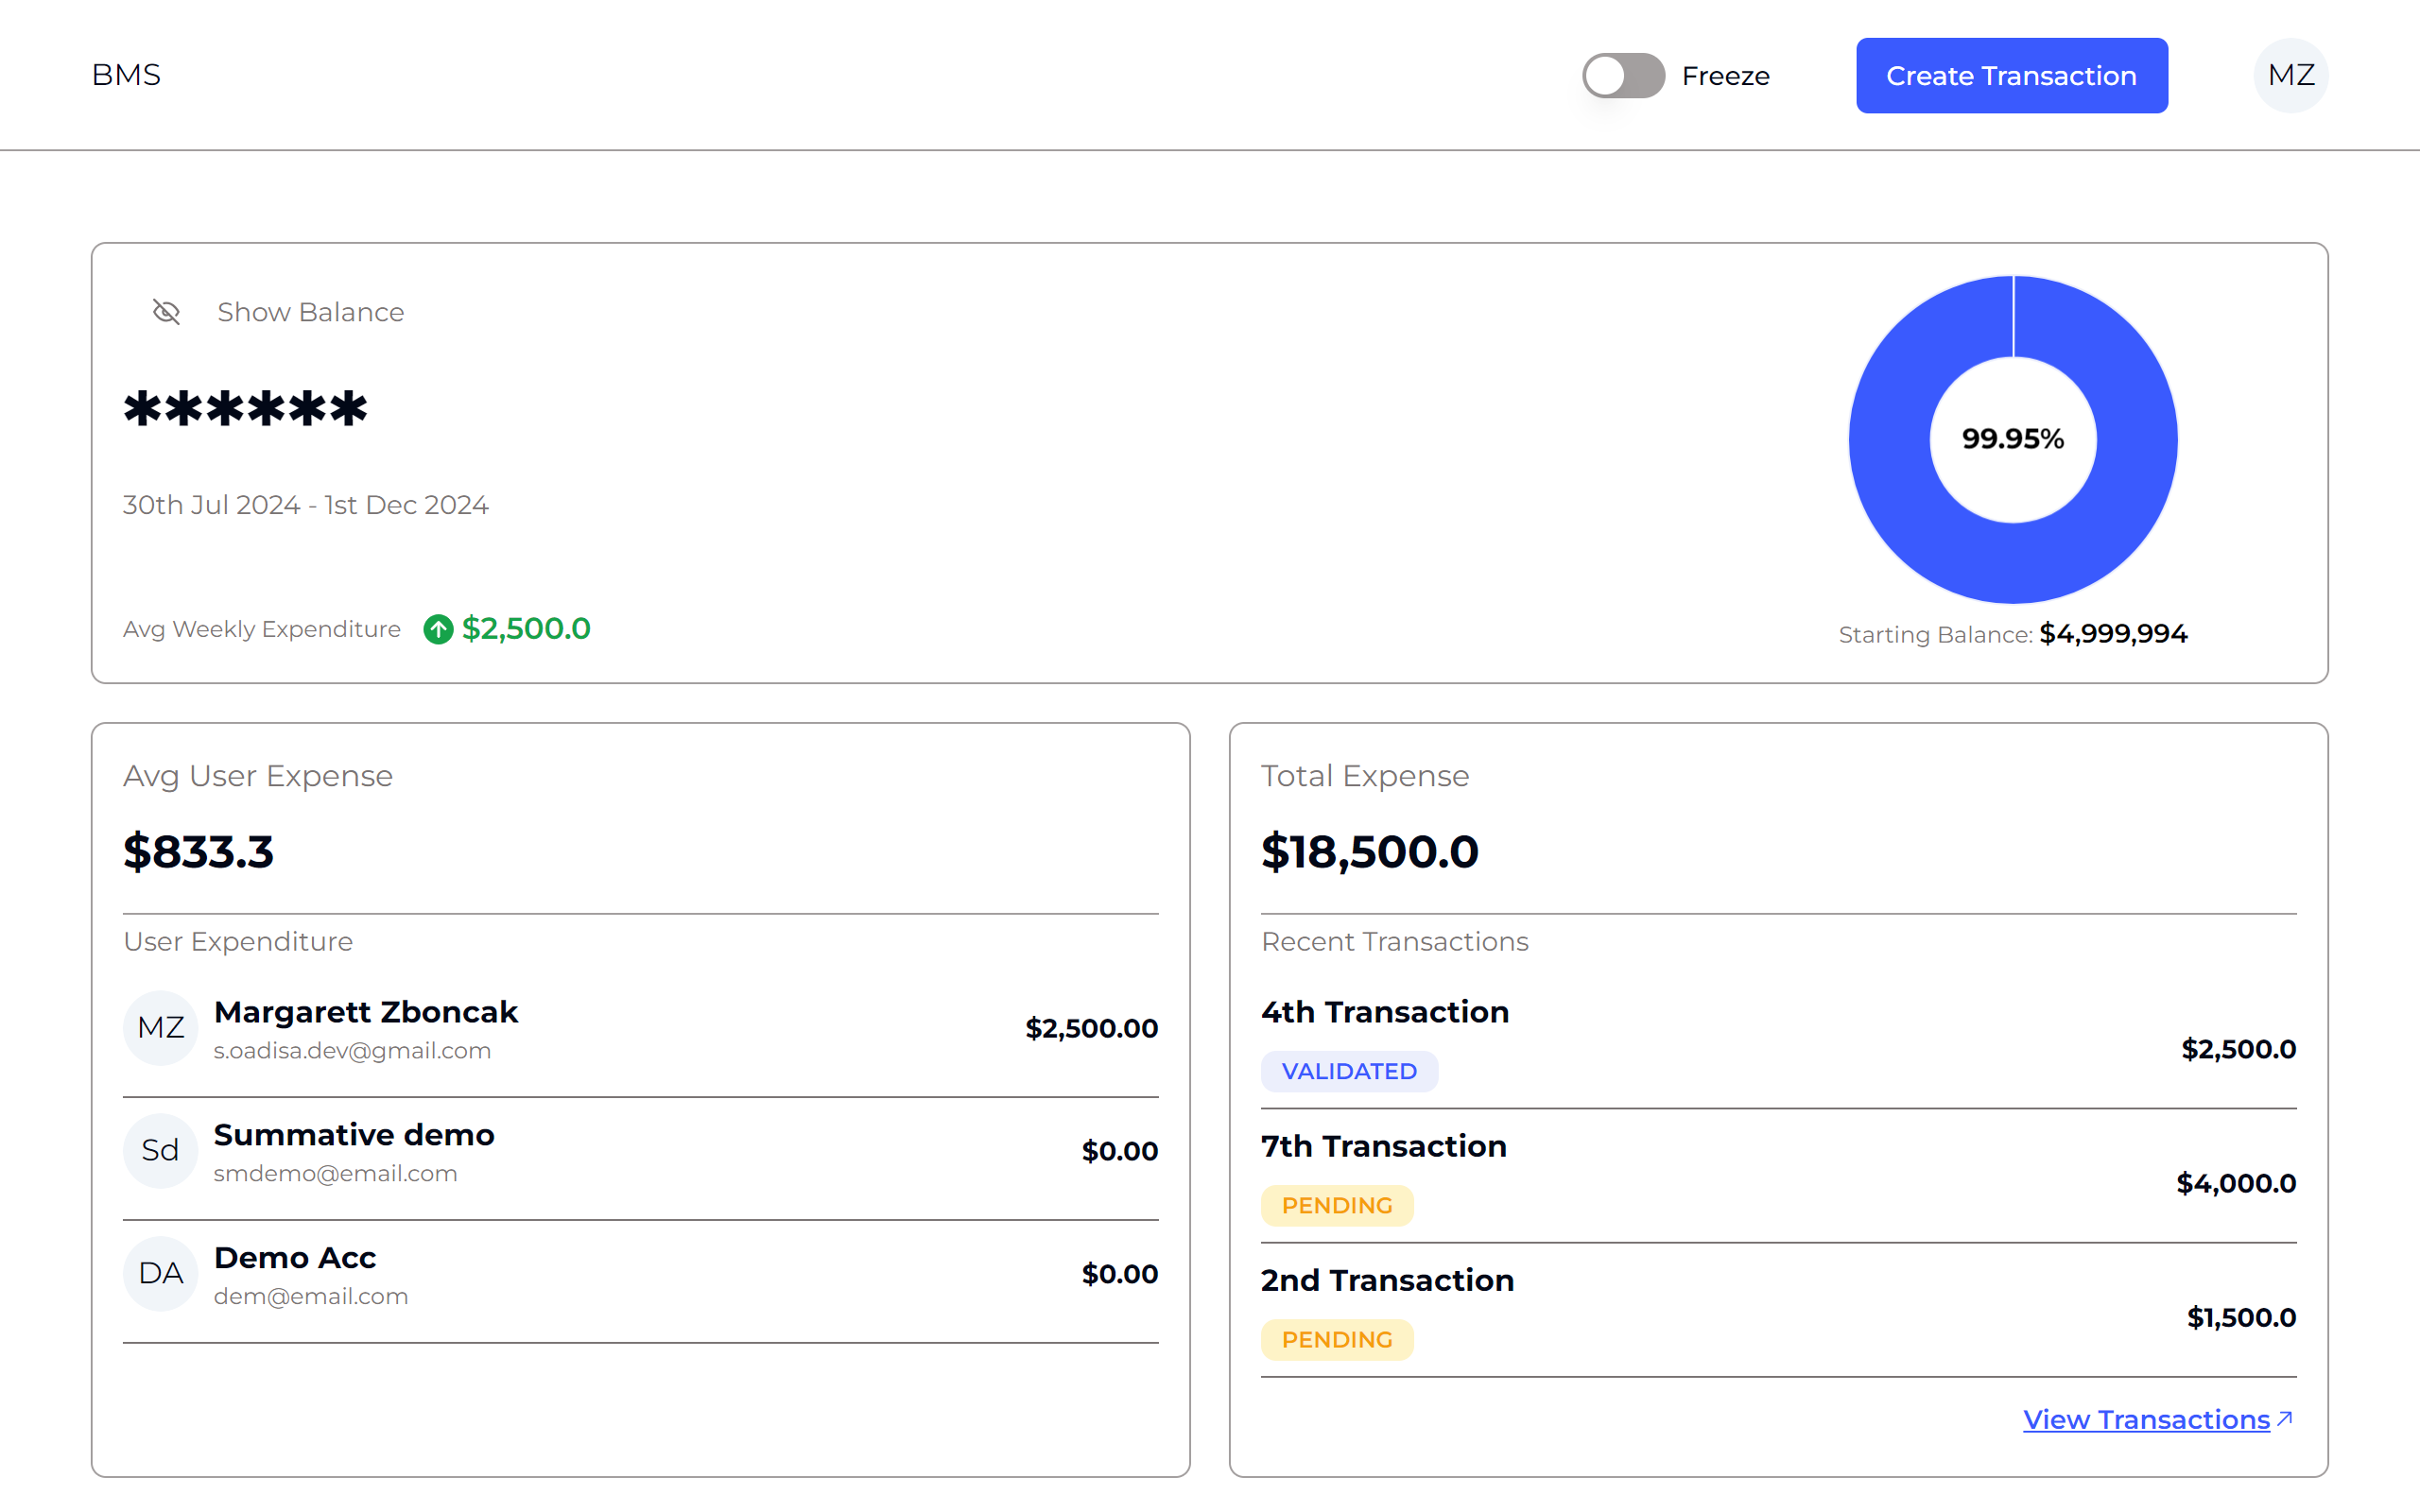 BMS
Freeze
Create Transaction
MZ
Show Balance
******
30th Jul 2024 - 1st Dec 2024
Avg Weekly Expenditure $2,500.0
99.95%
Starting Balance: $4,999,994
Avg User Expense
$833.3
User Expenditure
MZ
Margarett Zboncak
s.oadisa.dev@gmail.com
$2,500.00
Sd
Summative demo
smdemo@email.com
$0.00
DA
Demo Acc
dem@email.com
$0.00
Total Expense
$18,500.0
Recent Transactions
4th Transaction
VALIDATED
$2,500.0
7th Transaction
PENDING
$4,000.0
2nd Transaction
PENDING
$1,500.0
View Transactions